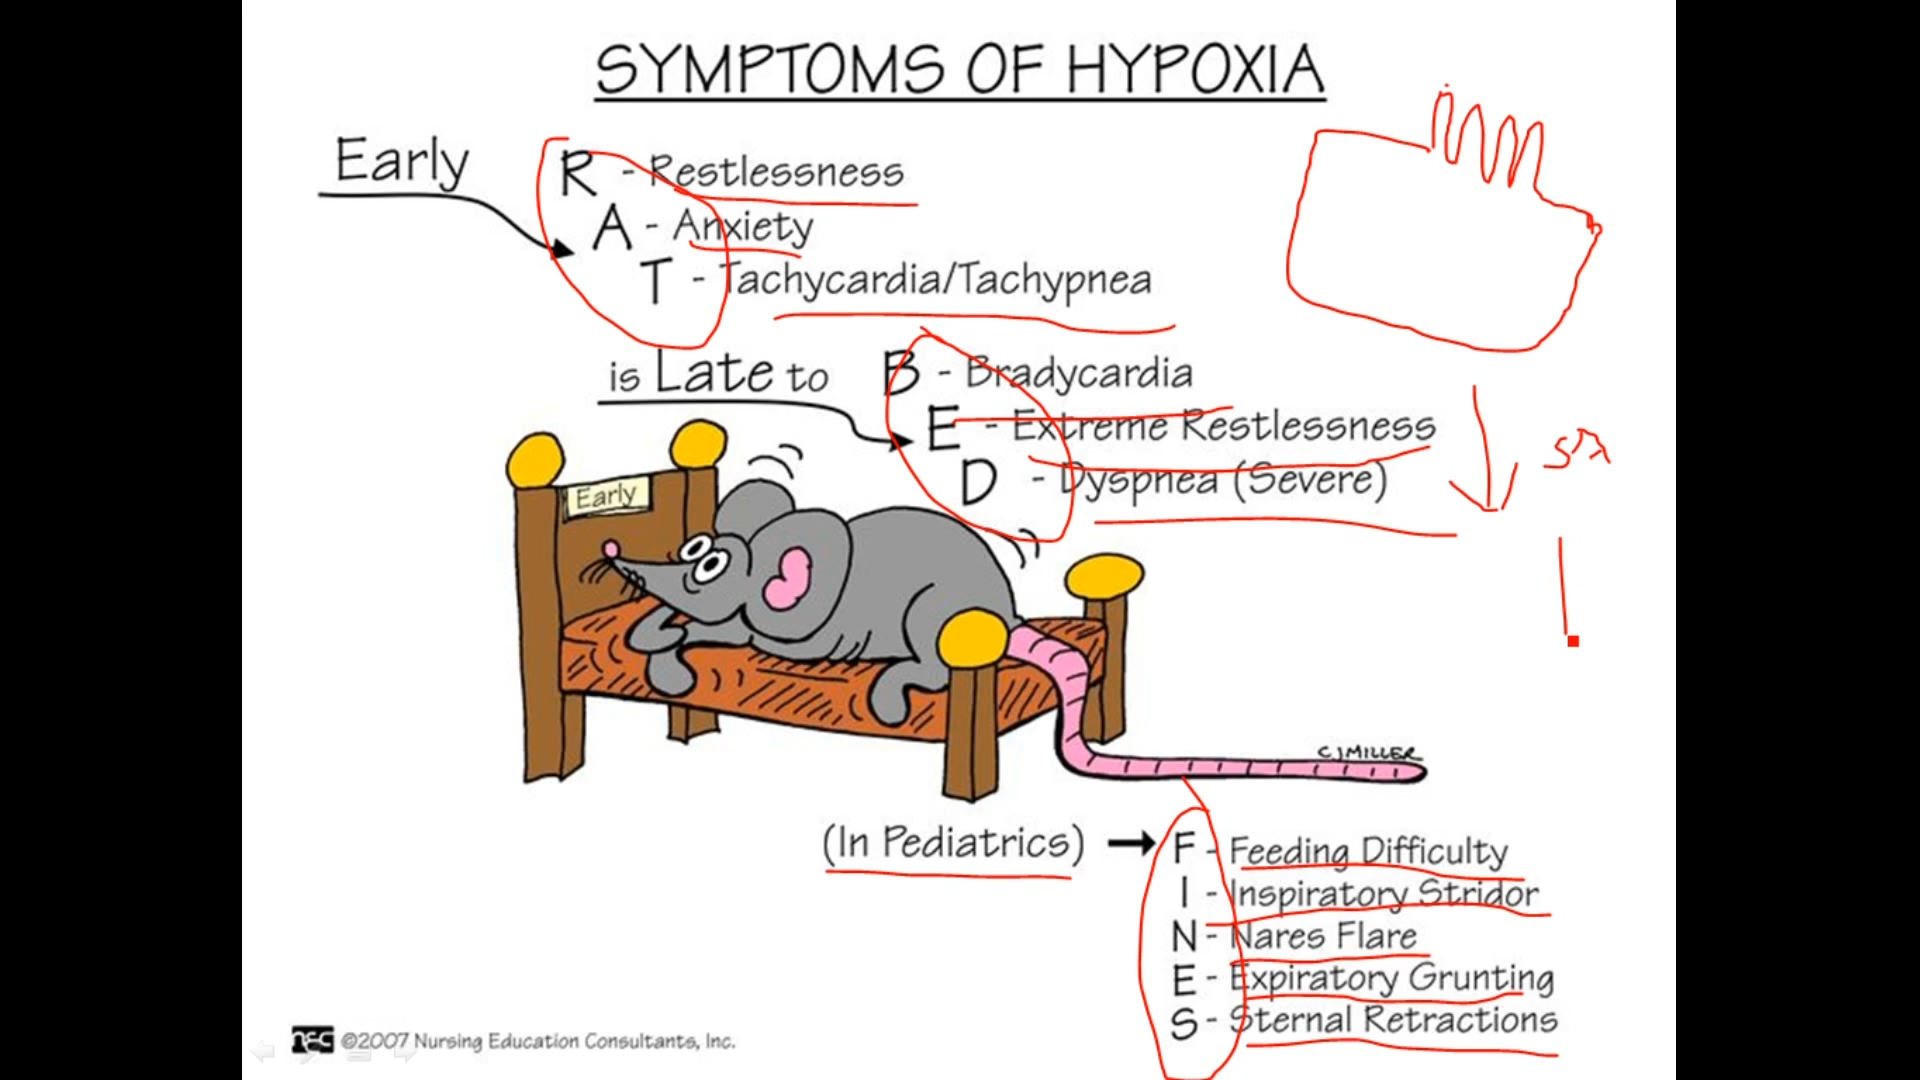 SYMPTOMS OF HYPOXIA
Early
R - Restlessness
A - Anxiety
T - Tachycardia/Tachypnea
is Late to
B - Bradycardia
E - Extreme Restlessness
D - Dyspnea (Severe)
Early
C J MILLER
(In Pediatrics)
F - Feeding Difficulty
I - Inspiratory Stridor
N - Nares Flare
E - Expiratory Grunting
S - Sternal Retractions
nec ©2007 Nursing Education Consultants, Inc.